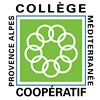 COLLÈGE
PROVENCE ALPES
MÉDITERRANÉE
COOPÉRATIF